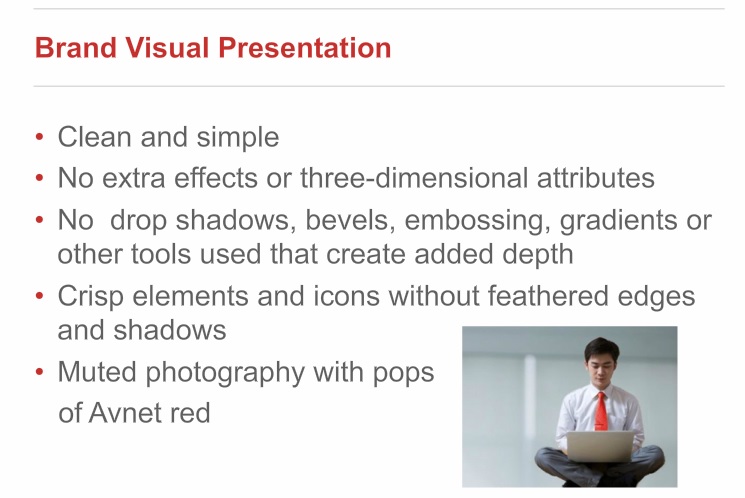 Brand Visual Presentation
• Clean and simple
• No extra effects or three-dimensional attributes
• No  drop shadows, bevels, embossing, gradients or
other tools used that create added depth
• Crisp elements and icons without feathered edges
and shadows
• Muted photography with pops
of Avnet red